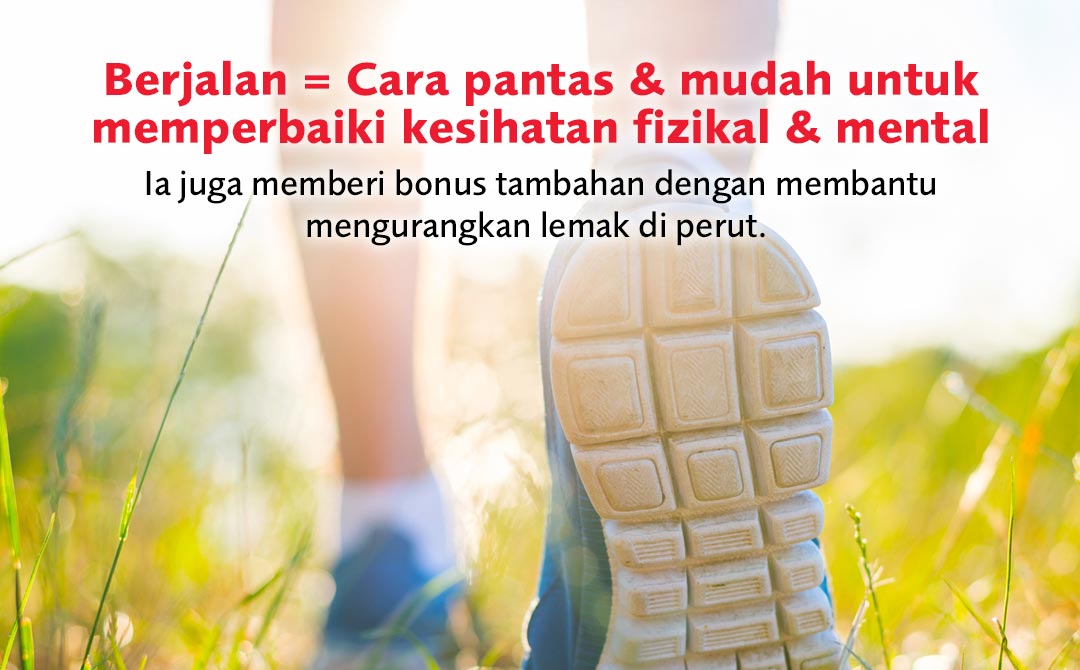 Berjalan = Cara pantas & mudah untuk
memperbaiki kesihatan fizikal & mental
Ia juga memberi bonus tambahan dengan membantu
mengurangkan lemak di perut.